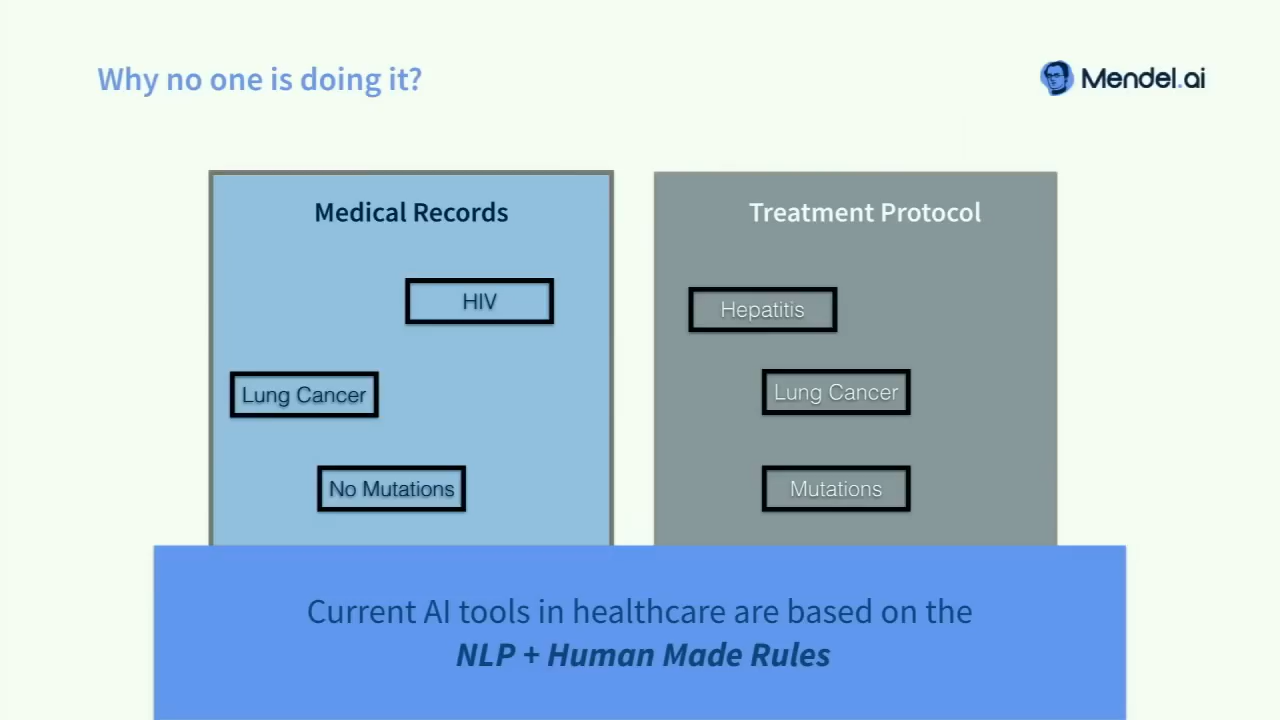 Why no one is doing it?
Mendel.ai
Medical Records
HIV
Lung Cancer
No Mutations
Treatment Protocol
Hepatitis
Lung Cancer
Mutations
Current AI tools in healthcare are based on the
NLP + Human Made Rules